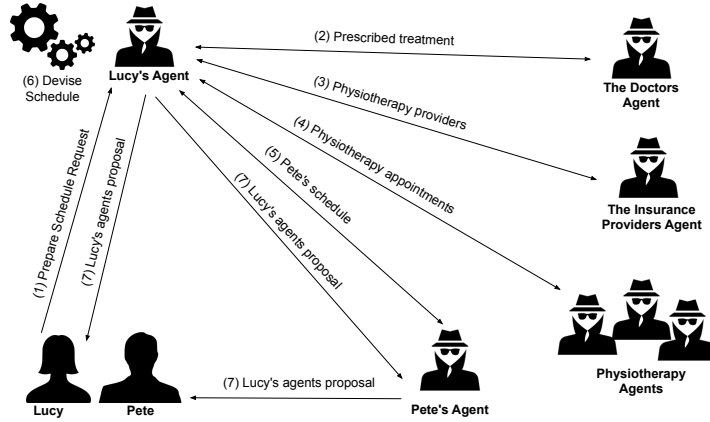 (2) Prescribed treatment
Lucy's Agent
(6) Devise
Schedule
The Doctors
Agent
(3) Physiotherapy providers
(4) Physiotherapy appointments
(5) Pete's schedule
(7) Lucy's agents proposal
(1) Prepare Schedule Request
(7) Lucy's agents proposal
The Insurance
Providers Agent
Physiotherapy
Agents
(7) Lucy's agents proposal
Lucy
Pete
Pete's Agent